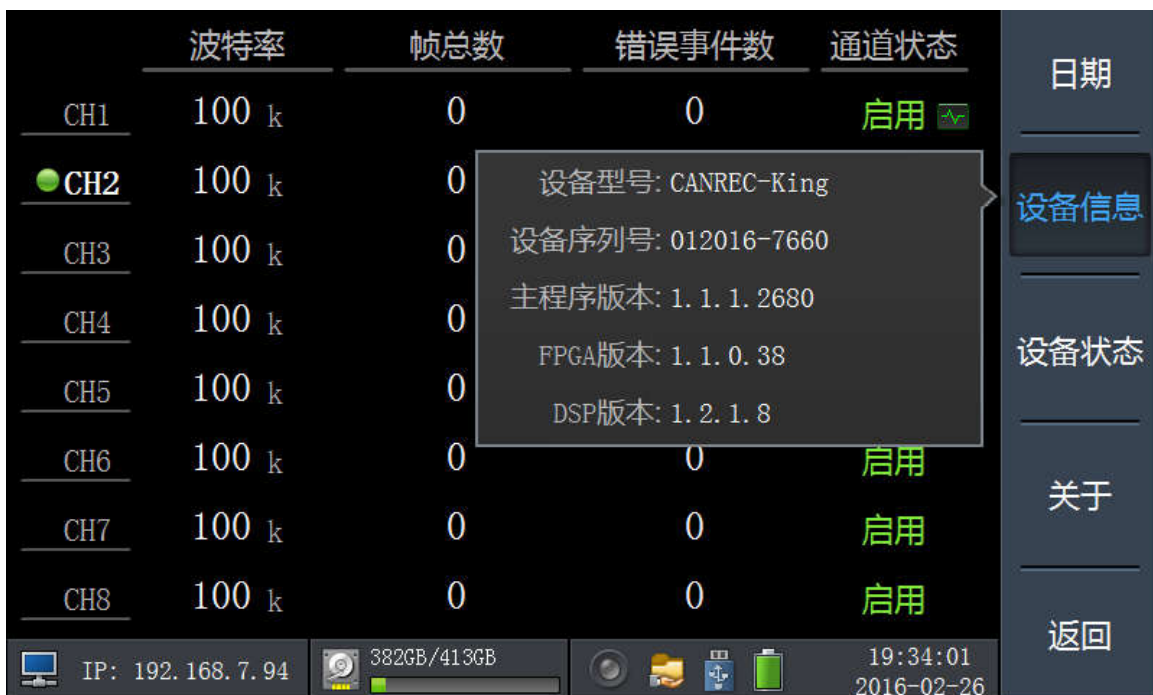 波特率 帧总数 错误事件数 通道状态
CH1 100 k 0 0 启用
CH2 100 k 0
CH3 100 k 0
CH4 100 k 0
CH5 100 k 0
CH6 100 k 0 0 启用
CH7 100 k 0 0 启用
CH8 100 k 0 0 启用
设备型号: CANREC-King
设备序列号: 012016-7660
主程序版本: 1.1.1.2680
FPGA版本: 1.1.0.38
DSP版本: 1.2.1.8
日期
设备信息
设备状态
关于
返回
IP: 192.168.7.94
382GB/413GB
19:34:01
2016-02-26